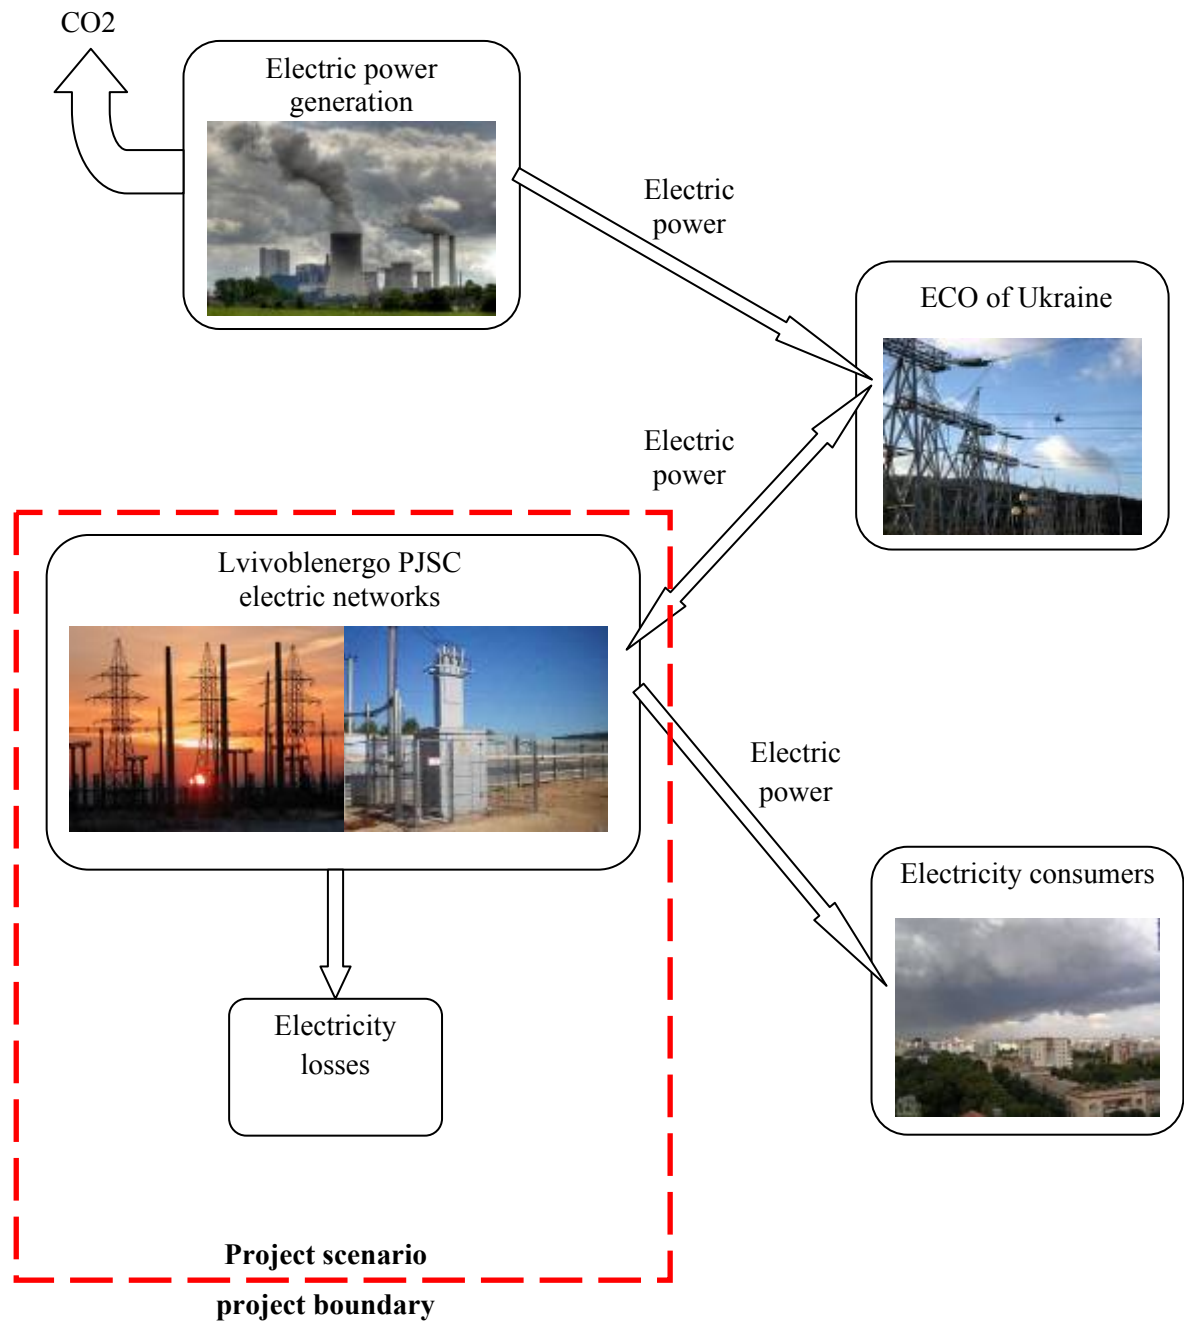 CO2
Electric power
generation
Electric
power
ECO of Ukraine
Electric
power
Lvivoblenergo PJSC
electric networks
Electric
power
Electricity consumers
Electricity
losses
Project scenario
project boundary